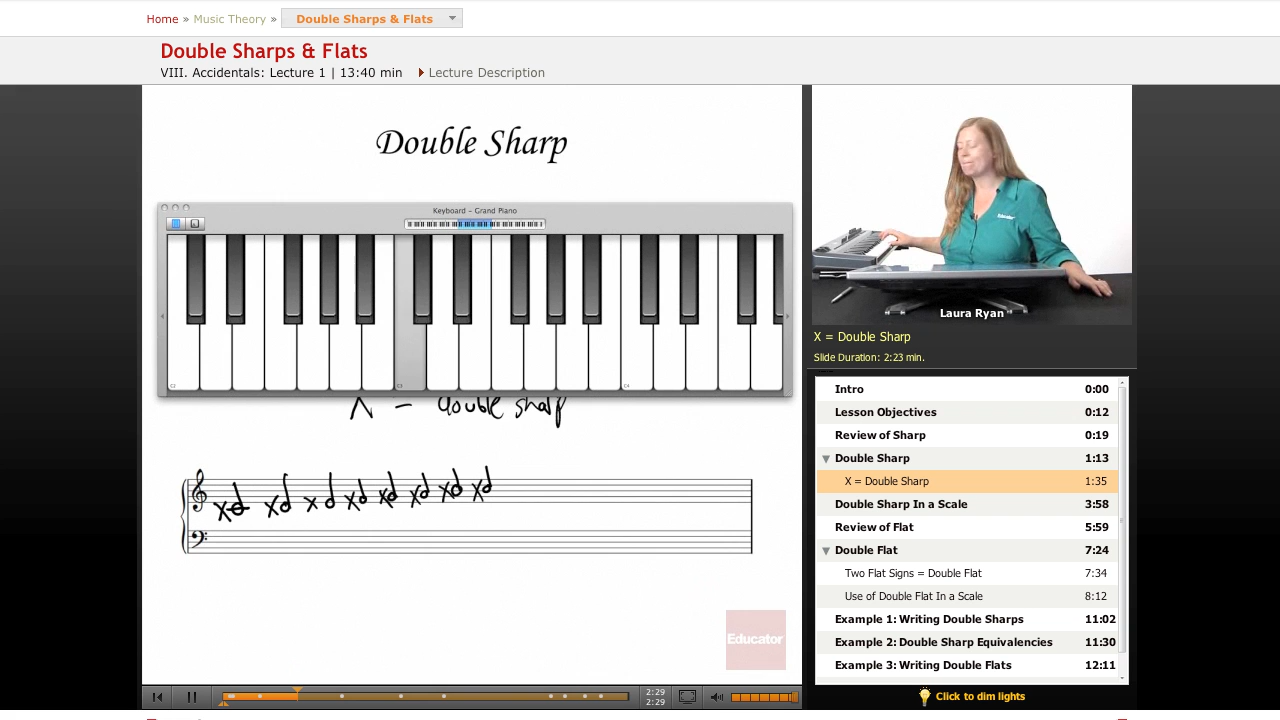 Home » Music Theory » Double Sharps & Flats
Double Sharps & Flats
VIII. Accidentals: Lecture 1 | 13:40 min Lecture Description
Double Sharp
Keyboard – Grand Piano
C2 C3 C4
– double sharp
Educator
2:29
2:29
Educator
Laura Ryan
X = Double Sharp
Slide Duration: 2:23 min.
Intro 0:00
Lesson Objectives 0:12
Review of Sharp 0:19
Double Sharp 1:13
X = Double Sharp 1:35
Double Sharp In a Scale 3:58
Review of Flat 5:59
Double Flat 7:24
Two Flat Signs = Double Flat 7:34
Use of Double Flat In a Scale 8:12
Example 1: Writing Double Sharps 11:02
Example 2: Double Sharp Equivalencies 11:30
Example 3: Writing Double Flats 12:11
Click to dim lights